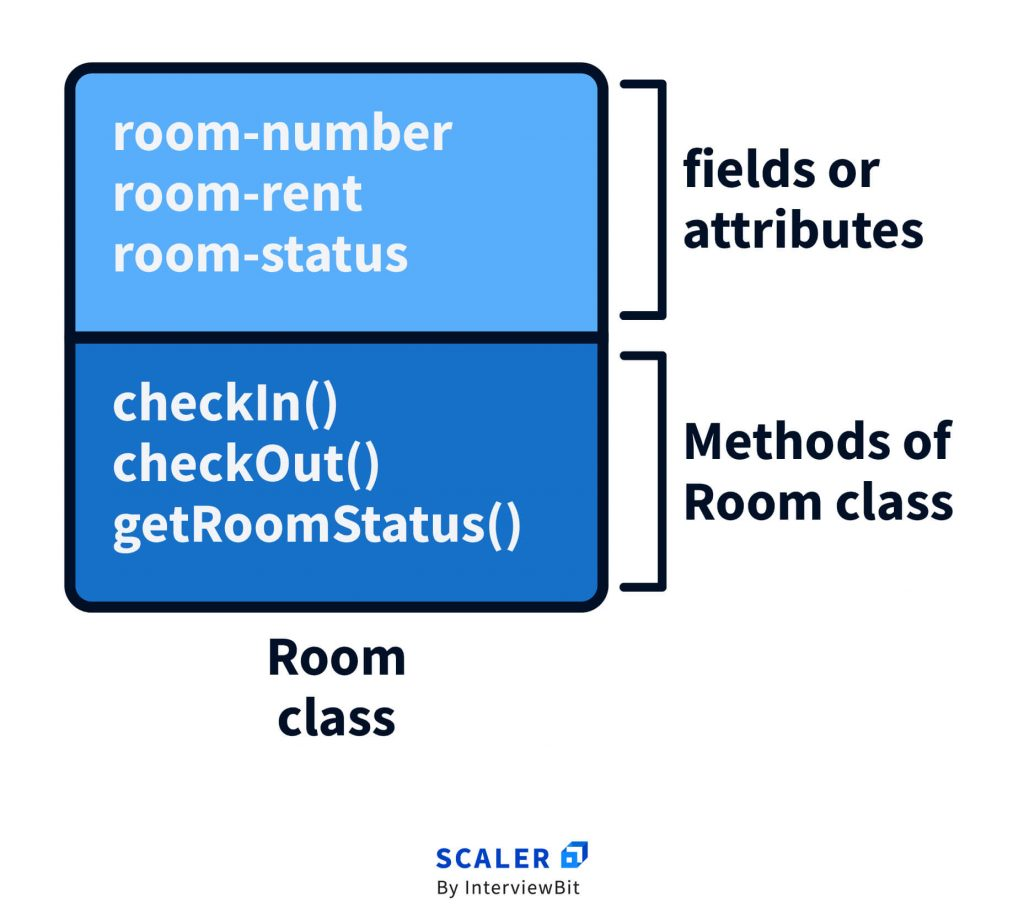 room-number
room-rent
room-status
fields or
attributes
checkIn()
checkOut()
getRoomStatus()
Methods of
Room class
Room
class
SCALER
By InterviewBit